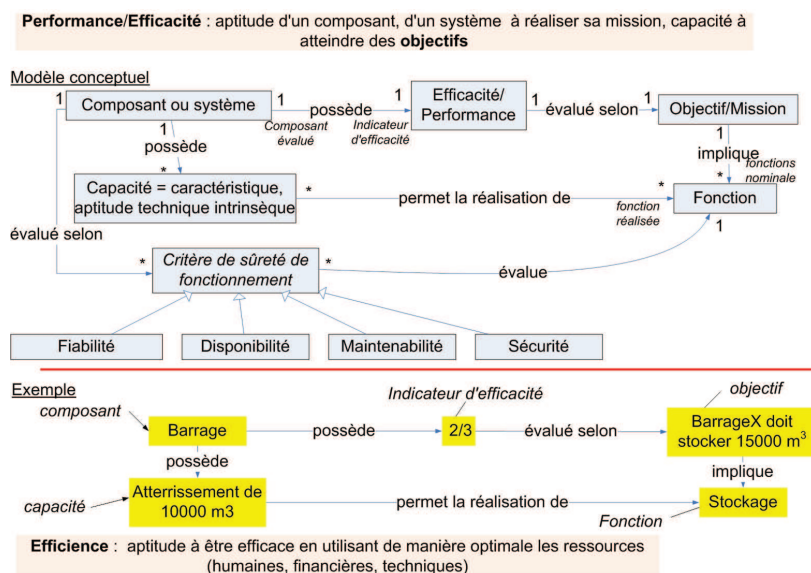 Performance/Efficacité : aptitude d'un composant, d'un système à réaliser sa mission, capacité à
atteindre des objectifs
Modèle conceptuel
1
Composant ou système
1
possède
1
Efficacité/
Performance
1
évalué selon
1
Objectif/Mission
Composant
évalué
Indicateur
d'efficacité
1
possède
*
1
implique
*
fonctions
nominale
Capacité = caractéristique,
aptitude technique intrinsèque
*
permet la réalisation de
*
fonction
réalisée
Fonction
1
évalué selon
*
Critère de sûreté de
fonctionnement
*
évalue
Fiabilité
Disponibilité
Maintenabilité
Sécurité
Exemple
composant
Indicateur d'efficacité
objectif
Barrage
possède
2/3
évalué selon
BarrageX doit
stocker 15000 m³
possède
implique
capacité
Atterrissement de
10000 m3
permet la réalisation de
Stockage
Fonction
Efficience : aptitude à être efficace en utilisant de manière optimale les ressources
(humaines, financières, techniques)